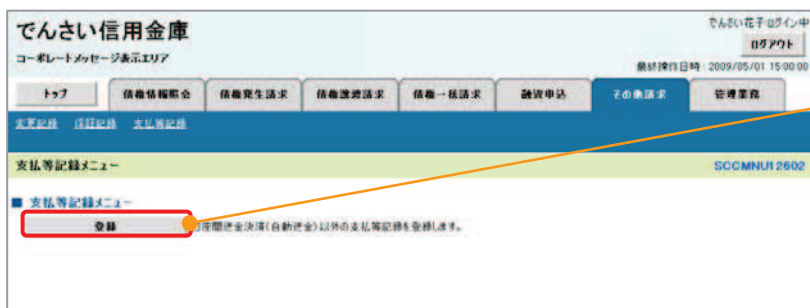 でんさい信用金庫
コーポレートメッセージ表示エリア
でんさい花子ログイン中
ログアウト
最終操作日時：2009/05/01 15:00:00
トップ 債権情報照会 債権発生請求 債権譲渡請求 債権一括請求 融資申込 その他請求 管理業務
変更記録 保証記録 支払等記録
支払等記録メニュー SCCMNU12602
■ 支払等記録メニュー
登録 口座間送金決済(自動送金)以外の支払等記録を登録します。